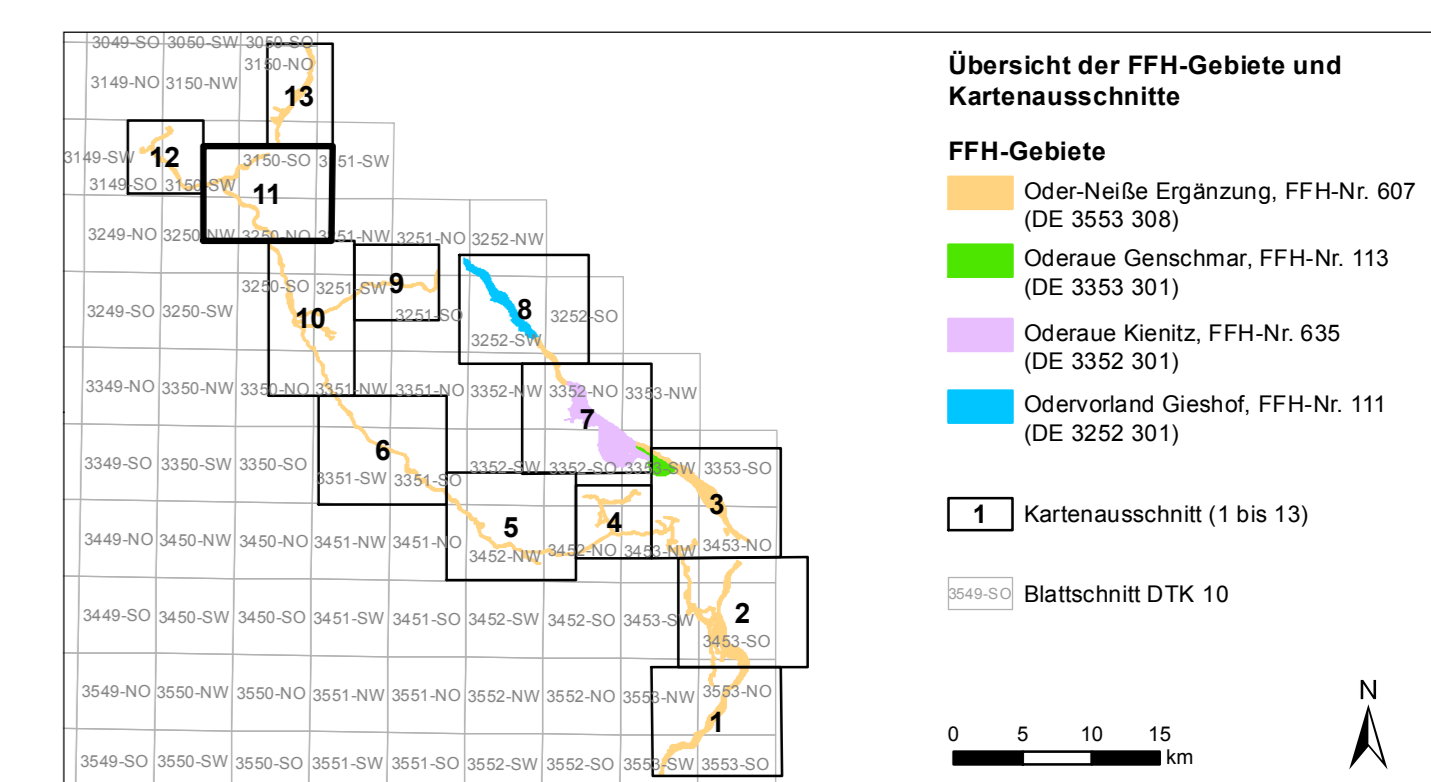 3049-SO 3050-SW 3050-SO
3150-NO
3149-NO 3150-NW
13
12
3149-SW
3150-SO 3151-SW
3149-SO 3150-SW
11
3249-NO 3250-NW 3250-NO 3251-NW 3251-NO 3252-NW
3250-SO 3251-SW 9
3249-SO 3250-SW
10
3251-SO
8
3252-SO
3252-SW
3349-NO 3350-NW 3350-NO 3351-NW 3351-NO 3352-NW 3352-NO 3353-NW
7
6
3349-SO 3350-SW 3350-SO
3351-SW 3351-SO
3352-SW 3352-SO 3353-SW 3353-SO
3
5
4
3449-NO 3450-NW 3450-NO 3451-NW 3451-NO
3452-NW 3452-NO 3453-NW 3453-NO
2
3449-SO 3450-SW 3450-SO 3451-SW 3451-SO 3452-SW 3452-SO 3453-SW
3453-SO
3549-NO 3550-NW 3550-NO 3551-NW 3551-NO 3552-NW 3552-NO 3553-NW 3553-NO
1
3549-SO 3550-SW 3550-SO 3551-SW 3551-SO 3552-SW 3552-SO 3553-SW 3553-SO
Übersicht der FFH-Gebiete und
Kartenausschnitte
FFH-Gebiete
Oder-Neiße Ergänzung, FFH-Nr. 607
(DE 3553 308)
Oderaue Genschmar, FFH-Nr. 113
(DE 3353 301)
Oderaue Kienitz, FFH-Nr. 635
(DE 3352 301)
Odervorland Gieshof, FFH-Nr. 111
(DE 3252 301)
1 Kartenausschnitt (1 bis 13)
3549-SO Blattschnitt DTK 10
0 5 10 15
km
N